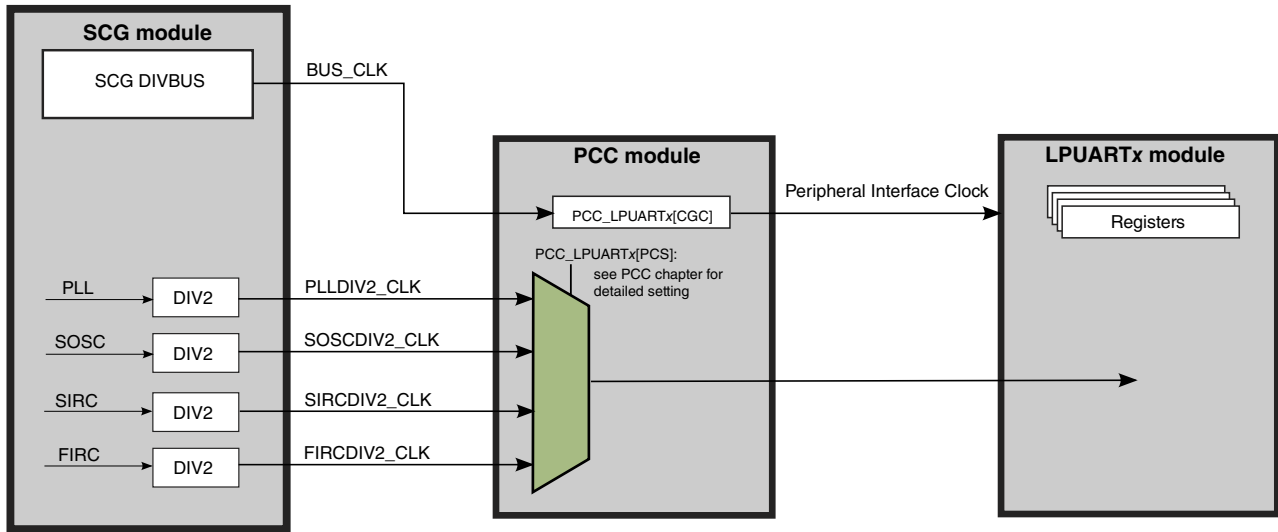 SCG module
SCG DIVBUS
BUS_CLK
PCC module
LPUARTx module
PCC_LPUARTx[CGC]
Peripheral Interface Clock
Registers
PCC_LPUARTx[PCS]:
see PCC chapter for
detailed setting
PLL
DIV2
PLLDIV2_CLK
SOSC
DIV2
SOSCDIV2_CLK
SIRC
DIV2
SIRCDIV2_CLK
FIRC
DIV2
FIRCDIV2_CLK